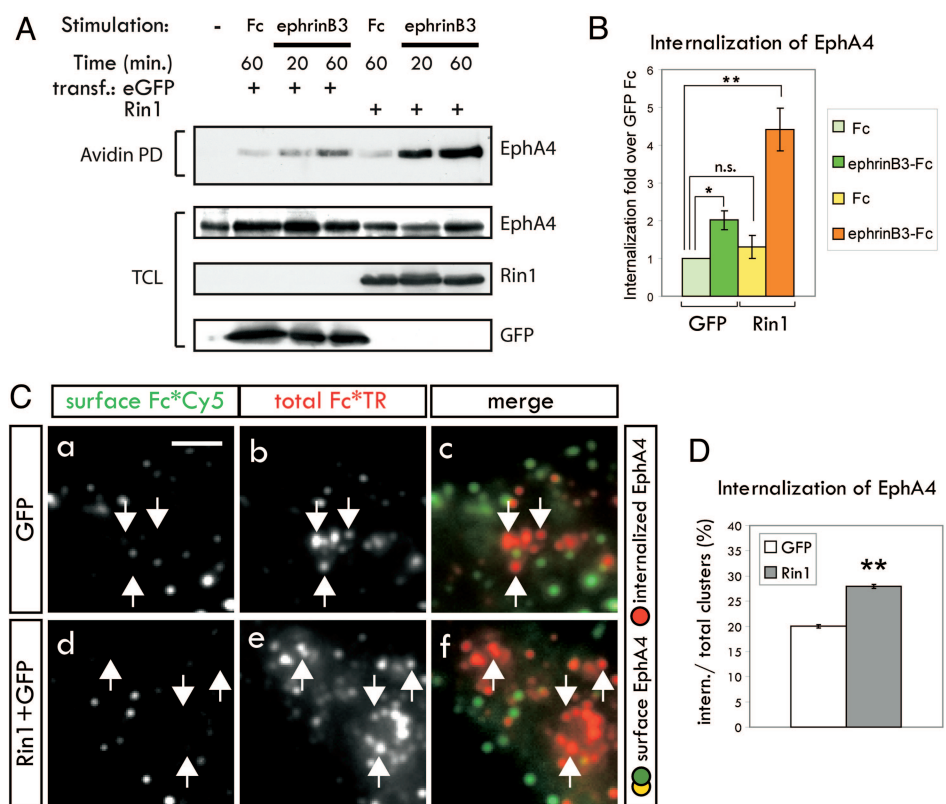 A
Stimulation: - Fc ephrinB3 Fc ephrinB3
Time (min.) 60 20 60 60 20 60
transf.: eGFP + + +
Rin1 + + +
Avidin PD
EphA4
TCL
EphA4
Rin1
GFP
B
Internalization of EphA4
Internalization fold over GFP Fc
6
5
4
3
2
1
0
**
n.s.
*
GFP Rin1
Fc
ephrinB3-Fc
Fc
ephrinB3-Fc
C
surface Fc*Cy5 total Fc*TR merge
GFP
a b c
Rin1+GFP
d e f
surface EphA4 internalized EphA4
D
Internalization of EphA4
intern./ total clusters (%)
40
35
30
25
20
15
10
5
0
GFP
Rin1
**